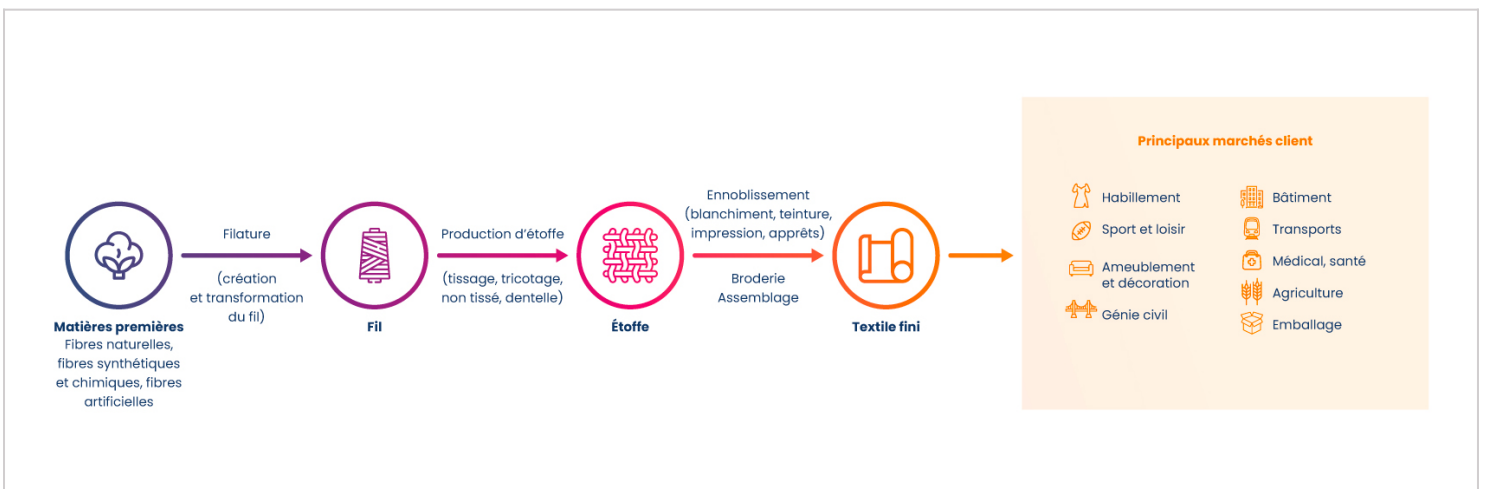 Matières premières
Fibres naturelles,
fibres synthétiques
et chimiques, fibres
artificielles
Filature
(création
et transformation
du fil)
Fil
Production d’étoffe
(tissage, tricotage,
non tissé, dentelle)
Étoffe
Ennoblissement
(blanchiment, teinture,
impression, apprêts)
Broderie
Assemblage
Textile fini
Principaux marchés client
Habillement
Sport et loisir
Ameublement
et décoration
Génie civil
Bâtiment
Transports
Médical, santé
Agriculture
Emballage